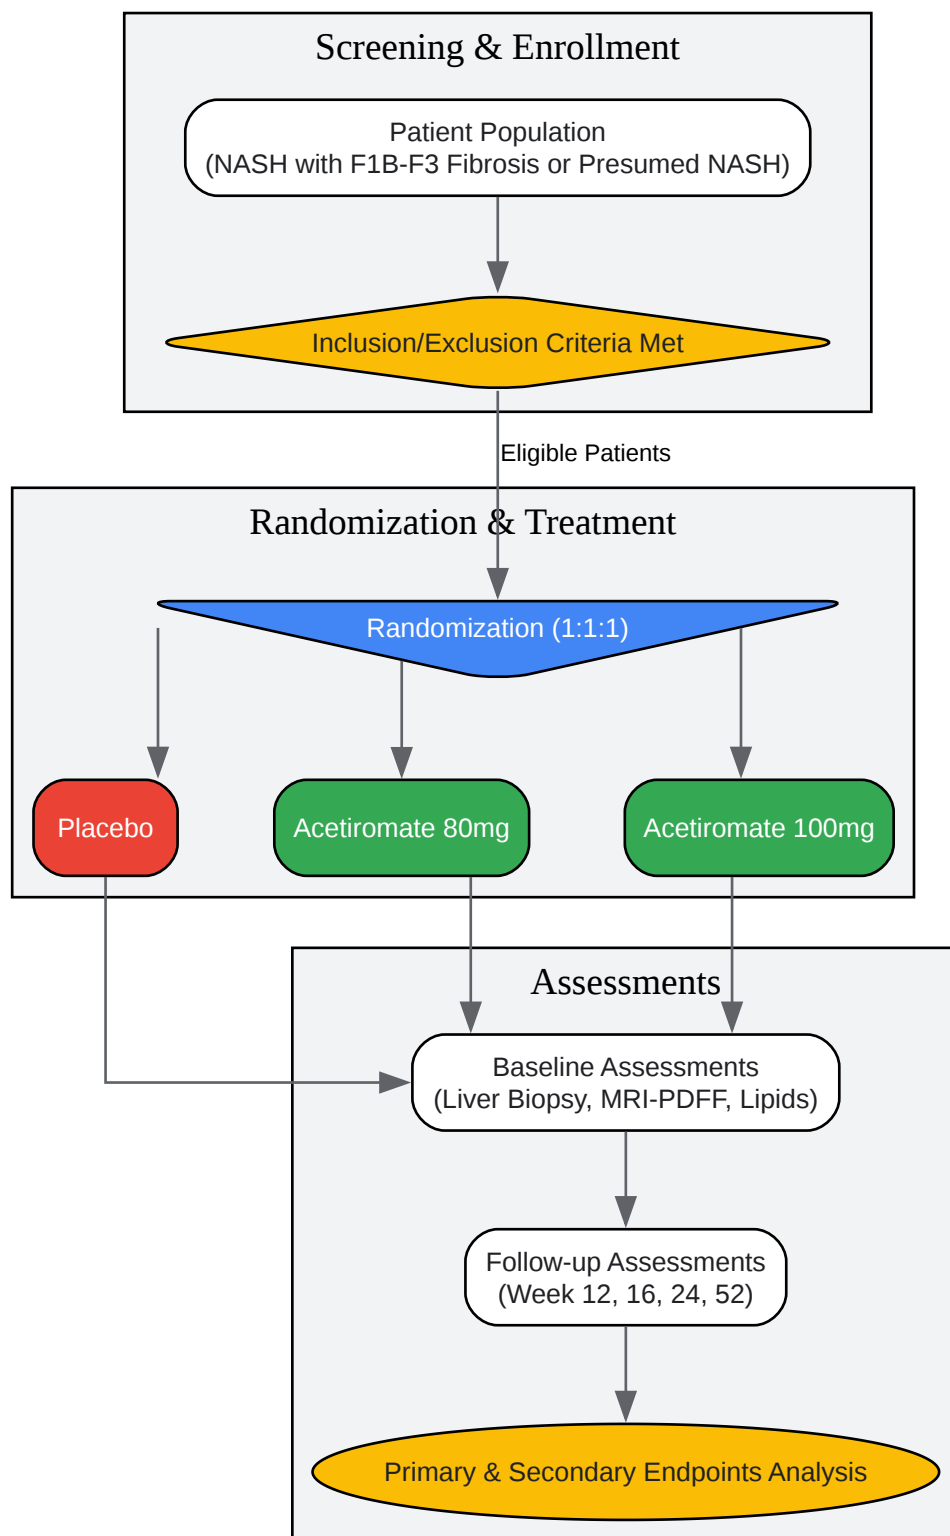 Screening & Enrollment
Patient Population
(NASH with F1B-F3 Fibrosis or Presumed NASH)
Inclusion/Exclusion Criteria Met
Eligible Patients
Randomization & Treatment
Randomization (1:1:1)
Placebo
Acetiromate 80mg
Acetiromate 100mg
Assessments
Baseline Assessments
(Liver Biopsy, MRI-PDFF, Lipids)
Follow-up Assessments
(Week 12, 16, 24, 52)
Primary & Secondary Endpoints Analysis